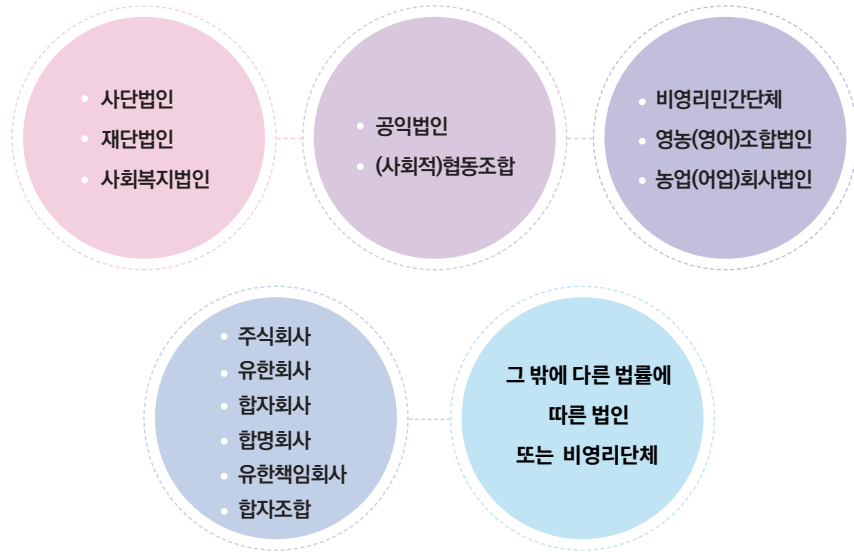 • 사단법인
• 재단법인
• 사회복지법인
• 공익법인
• (사회적)협동조합
• 비영리민간단체
• 영농(영어)조합법인
• 농업(어업)회사법인
• 주식회사
• 유한회사
• 합자회사
• 합명회사
• 유한책임회사
• 합자조합
그 밖에 다른 법률에
따른 법인
또는 비영리단체